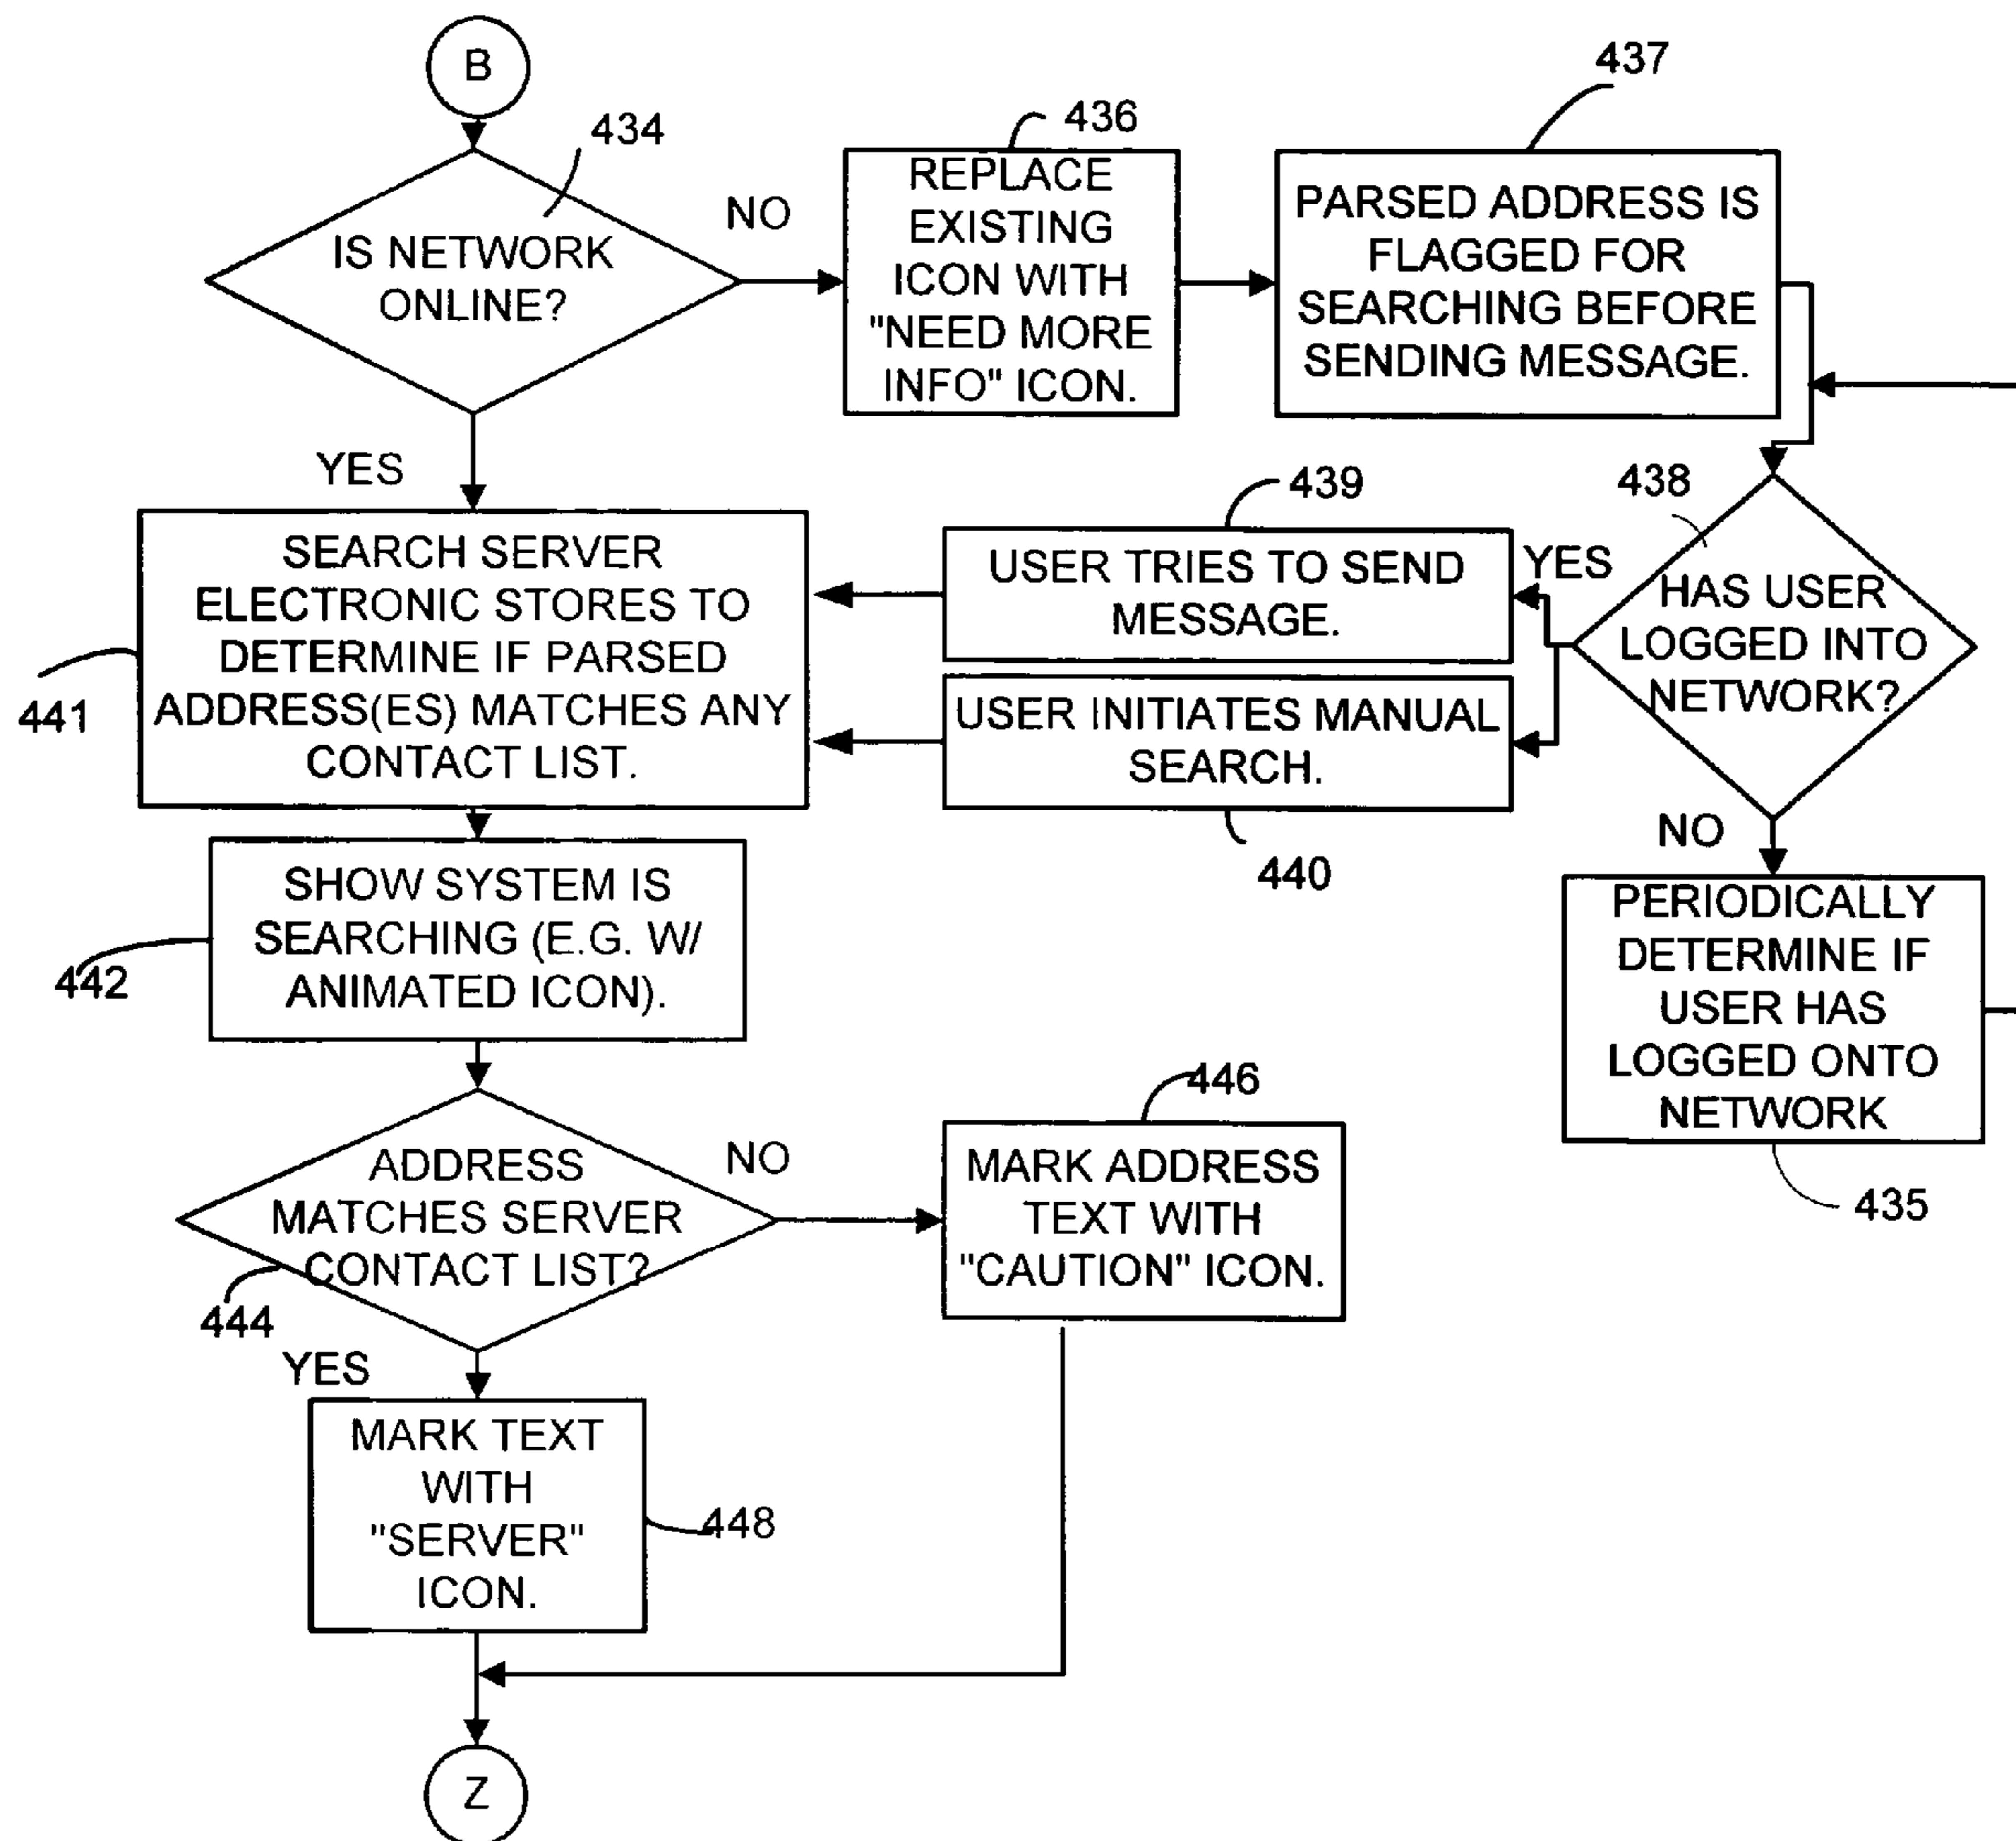 B
434
IS NETWORK
ONLINE?
NO
YES
436
REPLACE
EXISTING
ICON WITH
"NEED MORE
INFO" ICON.
437
PARSED ADDRESS IS
FLAGGED FOR
SEARCHING BEFORE
SENDING MESSAGE.
438
HAS USER
LOGGED INTO
NETWORK?
YES
NO
439
USER TRIES TO SEND
MESSAGE.
USER INITIATES MANUAL
SEARCH.
440
PERIODICALLY
DETERMINE IF
USER HAS
LOGGED ONTO
NETWORK
435
SEARCH SERVER
ELECTRONIC STORES TO
DETERMINE IF PARSED
ADDRESS(ES) MATCHES ANY
CONTACT LIST.
441
SHOW SYSTEM IS
SEARCHING (E.G. W/
ANIMATED ICON).
442
ADDRESS
MATCHES SERVER
CONTACT LIST?
444
NO
YES
446
MARK ADDRESS
TEXT WITH
"CAUTION" ICON.
MARK TEXT
WITH
"SERVER"
ICON.
448
Z